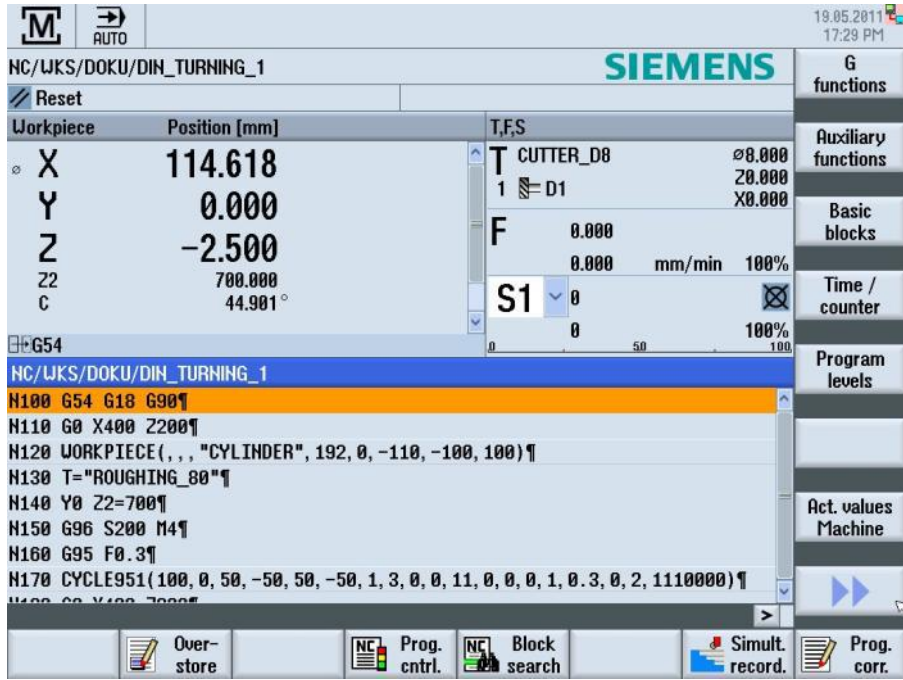 M
AUTO
19.05.2011
17:29 PM
NC/WKS/DOKU/DIN_TURNING_1
SIEMENS
Reset
Workpiece Position [mm]
ø X 114.618
Y 0.000
Z -2.500
Z2 700.000
C 44.901°
G54
T,F,S
T CUTTER_D8 ø8.000
1 D1 Z0.000
X0.000
F 0.000
0.000 mm/min 100%
S1 0
0 100%
0 50 100
NC/WKS/DOKU/DIN_TURNING_1
N100 G54 G18 G90¶
N110 G0 X400 Z200¶
N120 WORKPIECE(,,,"CYLINDER",192,0,-110,-100,100)¶
N130 T="ROUGHING_80"¶
N140 Y0 Z2=700¶
N150 G96 S200 M4¶
N160 G95 F0.3¶
N170 CYCLE951(100,0,50,-50,50,-50,1,3,0,0,11,0,0,0,1,0.3,0,2,1110000)¶
>
G
functions
Auxiliary
functions
Basic
blocks
Time /
counter
Program
levels
Act. values
Machine
Over-
store
NC
Prog.
cntrl.
NC
Block
search
Simult.
record.
Prog.
corr.